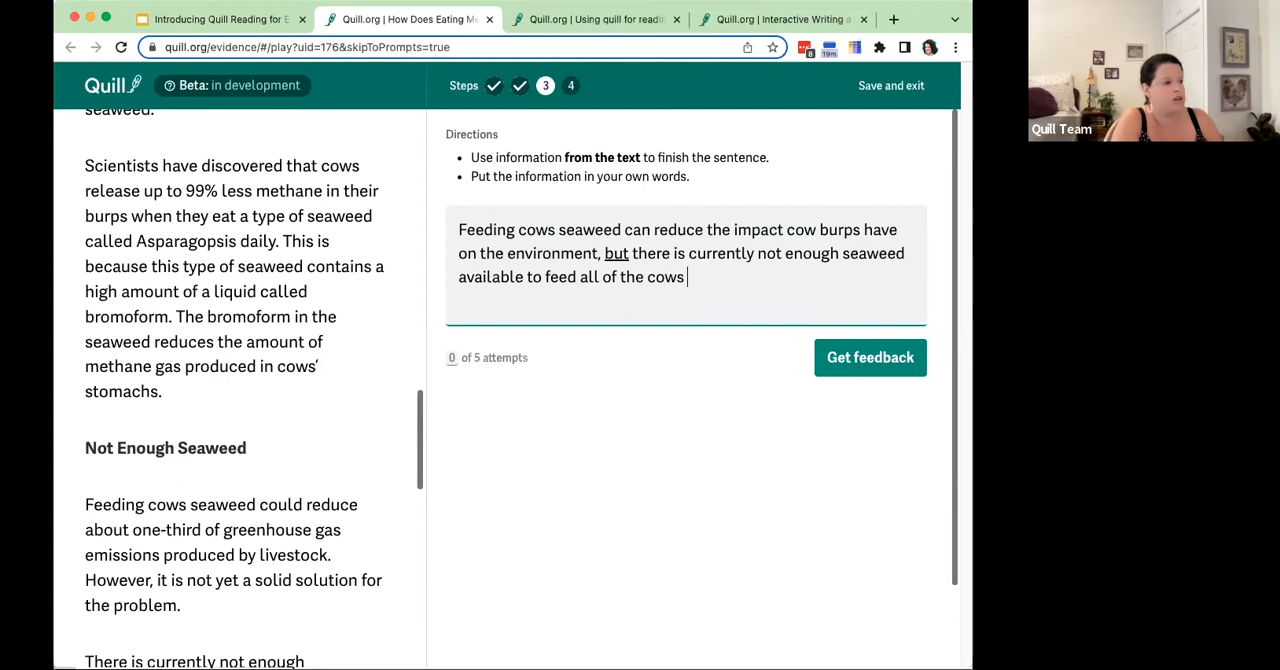 Introducing Quill Reading for E
Quill.org | How Does Eating Me
Quill.org | Using quill for readi
Quill.org | Interactive Writing a
quill.org/evidence/#/play?uid=176&skipToPrompts=true
8
19m
Quill
Beta: in development
Steps
3
4
Save and exit
seaweed.
Scientists have discovered that cows
release up to 99% less methane in their
burps when they eat a type of seaweed
called Asparagopsis daily. This is
because this type of seaweed contains a
high amount of a liquid called
bromoform. The bromoform in the
seaweed reduces the amount of
methane gas produced in cows’
stomachs.
Not Enough Seaweed
Feeding cows seaweed could reduce
about one-third of greenhouse gas
emissions produced by livestock.
However, it is not yet a solid solution for
the problem.
There is currently not enough
Directions
• Use information from the text to finish the sentence.
• Put the information in your own words.
Feeding cows seaweed can reduce the impact cow burps have
on the environment, but there is currently not enough seaweed
available to feed all of the cows
0 of 5 attempts
Get feedback
Quill Team